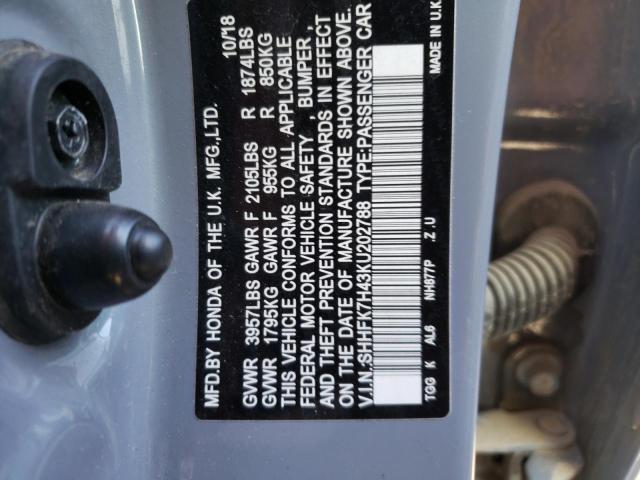 MFD.BY HONDA OF THE U.K. MFG.,LTD. 10/18
GVWR 3957LBS GAWR F 2105LBS R 1874LBS
GVWR 1795KG GAWR F 955KG R 850KG
THIS VEHICLE CONFORMS TO ALL APPLICABLE
FEDERAL MOTOR VEHICLE SAFETY , BUMPER ,
AND THEFT PREVENTION STANDARDS IN EFFECT
ON THE DATE OF MANUFACTURE SHOWN ABOVE.
V.I.N.:SHHFK7H43KU202788 TYPE:PASSENGER CAR
TGG K AL6 NH877P .Z.U MADE IN U.K.